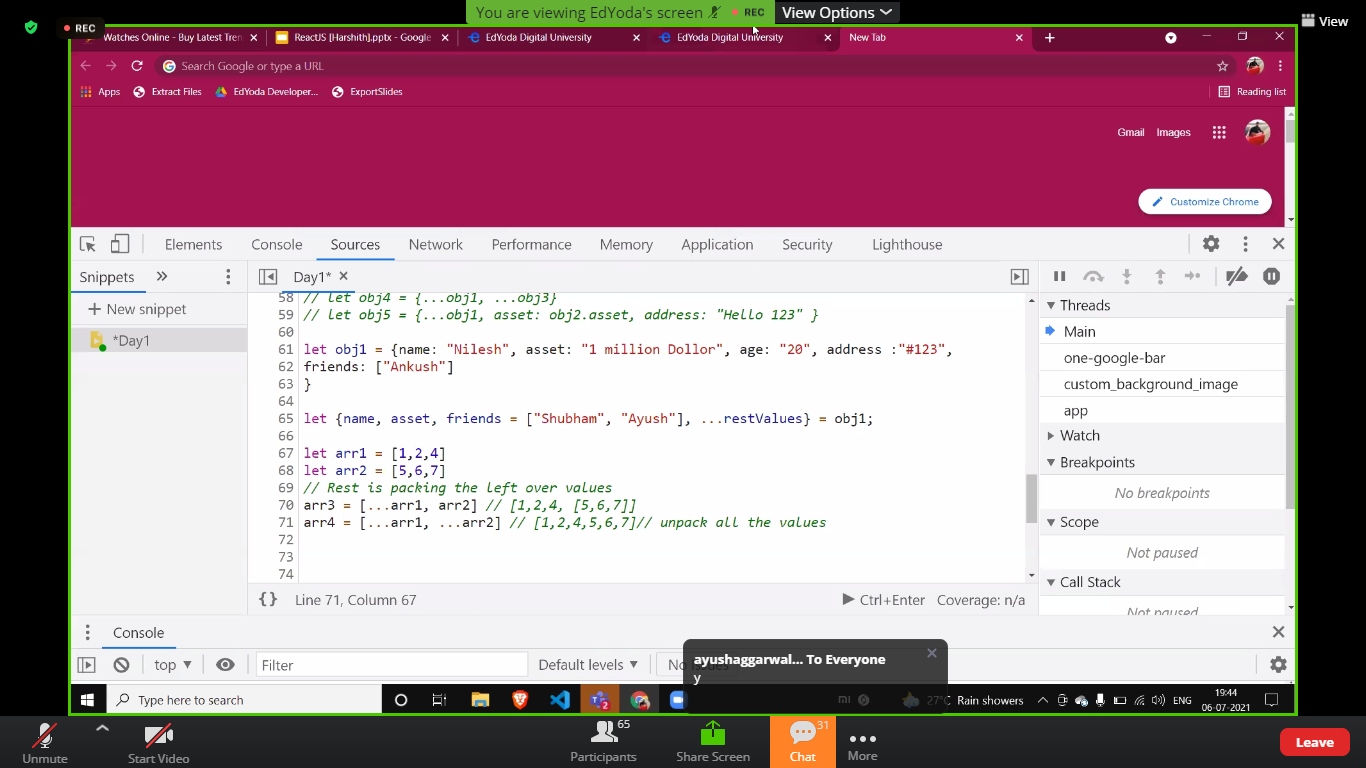 You are viewing EdYoda's screen REC View Options
REC
View
Watches Online - Buy Latest Tren
ReactJS [Harshith].pptx - Google
EdYoda Digital University
EdYoda Digital University
New Tab
Search Google or type a URL
Apps Extract Files EdYoda Developer... ExportSlides Reading list
Gmail Images
Customize Chrome
Elements Console Sources Network Performance Memory Application Security Lighthouse
Snippets
Day1*
+ New snippet
*Day1
58 // let obj4 = {...obj1, ...obj3}
59 // let obj5 = {...obj1, asset: obj2.asset, address: "Hello 123" }
60
61 let obj1 = {name: "Nilesh", asset: "1 million Dollor", age: "20", address :"#123",
62 friends: ["Ankush"]
63 }
64
65 let {name, asset, friends = ["Shubham", "Ayush"], ...restValues} = obj1;
66
67 let arr1 = [1,2,4]
68 let arr2 = [5,6,7]
69 // Rest is packing the left over values
70 arr3 = [...arr1, arr2] // [1,2,4, [5,6,7]]
71 arr4 = [...arr1, ...arr2] // [1,2,4,5,6,7]// unpack all the values
72
73
74
{} Line 71, Column 67
Ctrl+Enter Coverage: n/a
Threads
Main
one-google-bar
custom_background_image
app
Watch
Breakpoints
No breakpoints
Scope
Not paused
Call Stack
Not paused
Console
top
Filter
Default levels
No Issues
ayushaggarwal... To Everyone
y
Type here to search
27°C Rain showers
ENG
19:44
06-07-2021
Unmute
Start Video
65
Participants
Share Screen
31
Chat
More
Leave